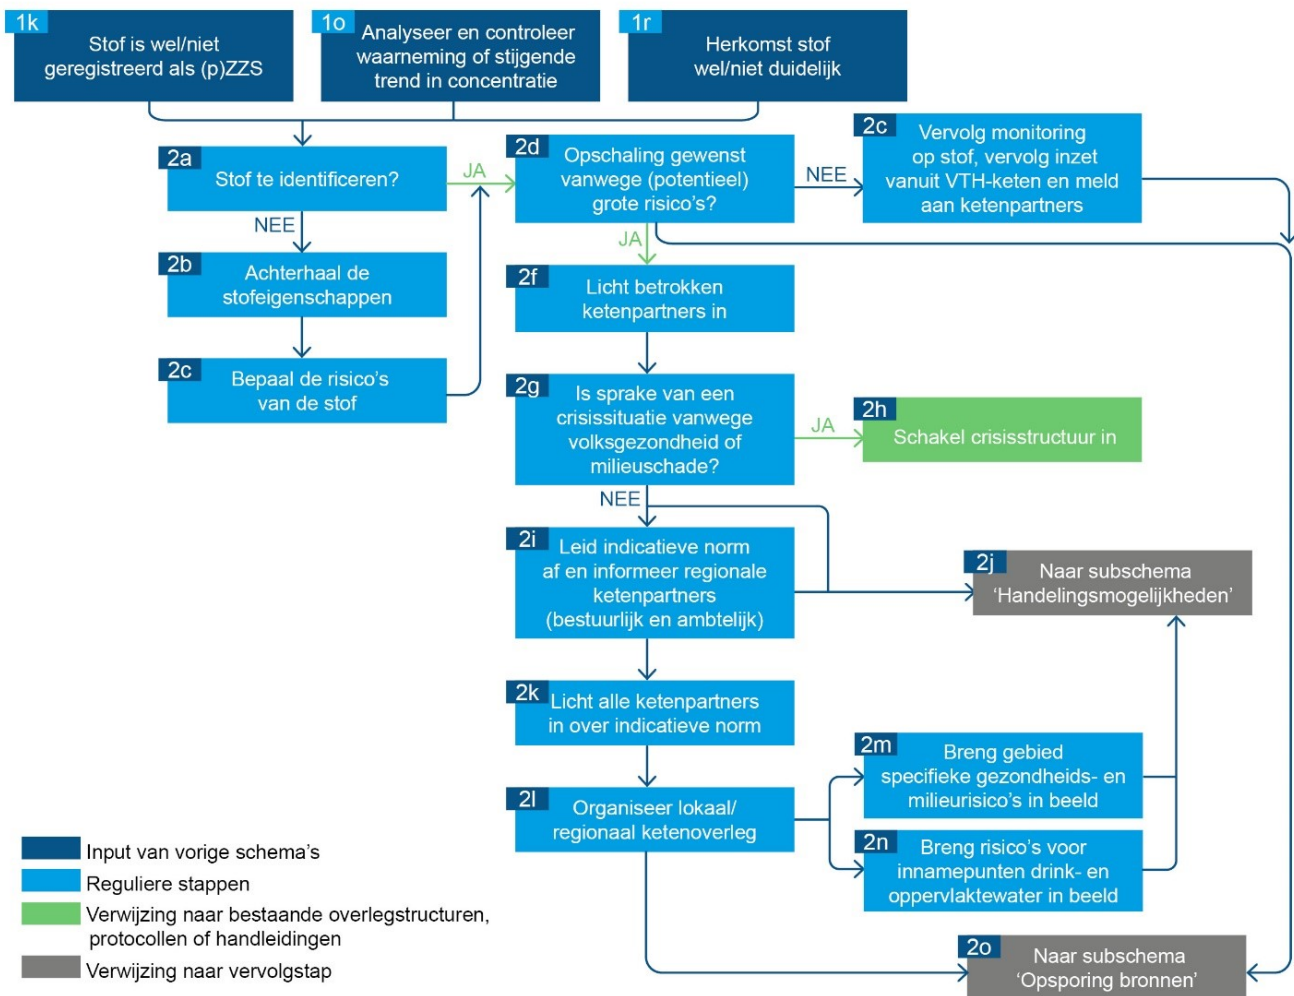 1k
Stof is wel/niet
geregistreerd als (p)ZZS
1o
Analyseer en controleer
waarneming of stijgende
trend in concentratie
1r
Herkomst stof
wel/niet duidelijk
2a
Stof te identificeren?
JA
NEE
2b
Achterhaal de
stofeigenschappen
2c
Bepaal de risico's
van de stof
2d
Opschaling gewenst
vanwege (potentieel)
grote risico's?
NEE
JA
2c
Vervolg monitoring
op stof, vervolg inzet
vanuit VTH-keten en meld
aan ketenpartners
2f
Licht betrokken
ketenpartners in
2g
Is sprake van een
crisissituatie vanwege
volksgezondheid of
milieuschade?
JA
NEE
2h
Schakel crisisstructuur in
2i
Leid indicatieve norm
af en informeer regionale
ketenpartners
(bestuurlijk en ambtelijk)
2j
Naar subschema
‘Handelingsmogelijkheden’
2k
Licht alle ketenpartners
in over indicatieve norm
2l
Organiseer lokaal/
regionaal ketenoverleg
2m
Breng gebied
specifieke gezondheids- en
milieurisico's in beeld
2n
Breng risico's voor
innamepunten drink- en
oppervlaktewater in beeld
2o
Naar subschema
‘Opsporing bronnen’
Input van vorige schema's
Reguliere stappen
Verwijzing naar bestaande overlegstructuren,
protocollen of handleidingen
Verwijzing naar vervolgstap